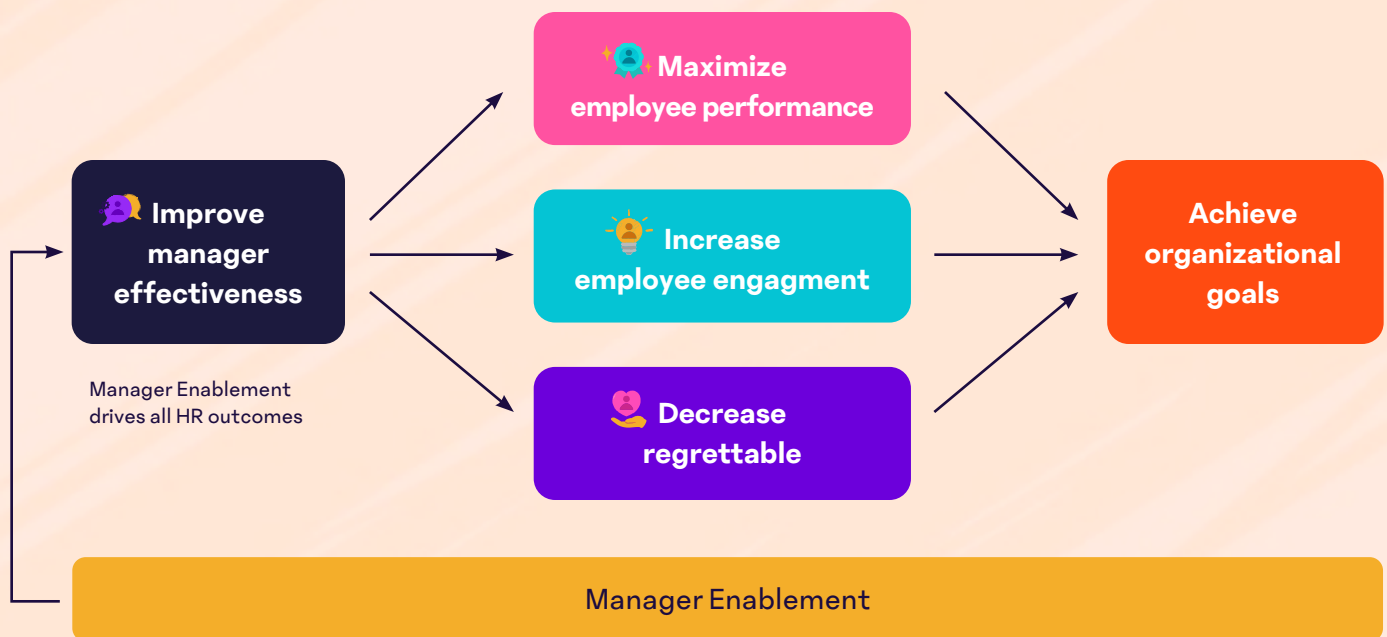 Maximize
employee performance
Improve
manager
effectiveness
Increase
employee engagment
Achieve
organizational
goals
Manager Enablement
drives all HR outcomes
Decrease
regrettable
Manager Enablement